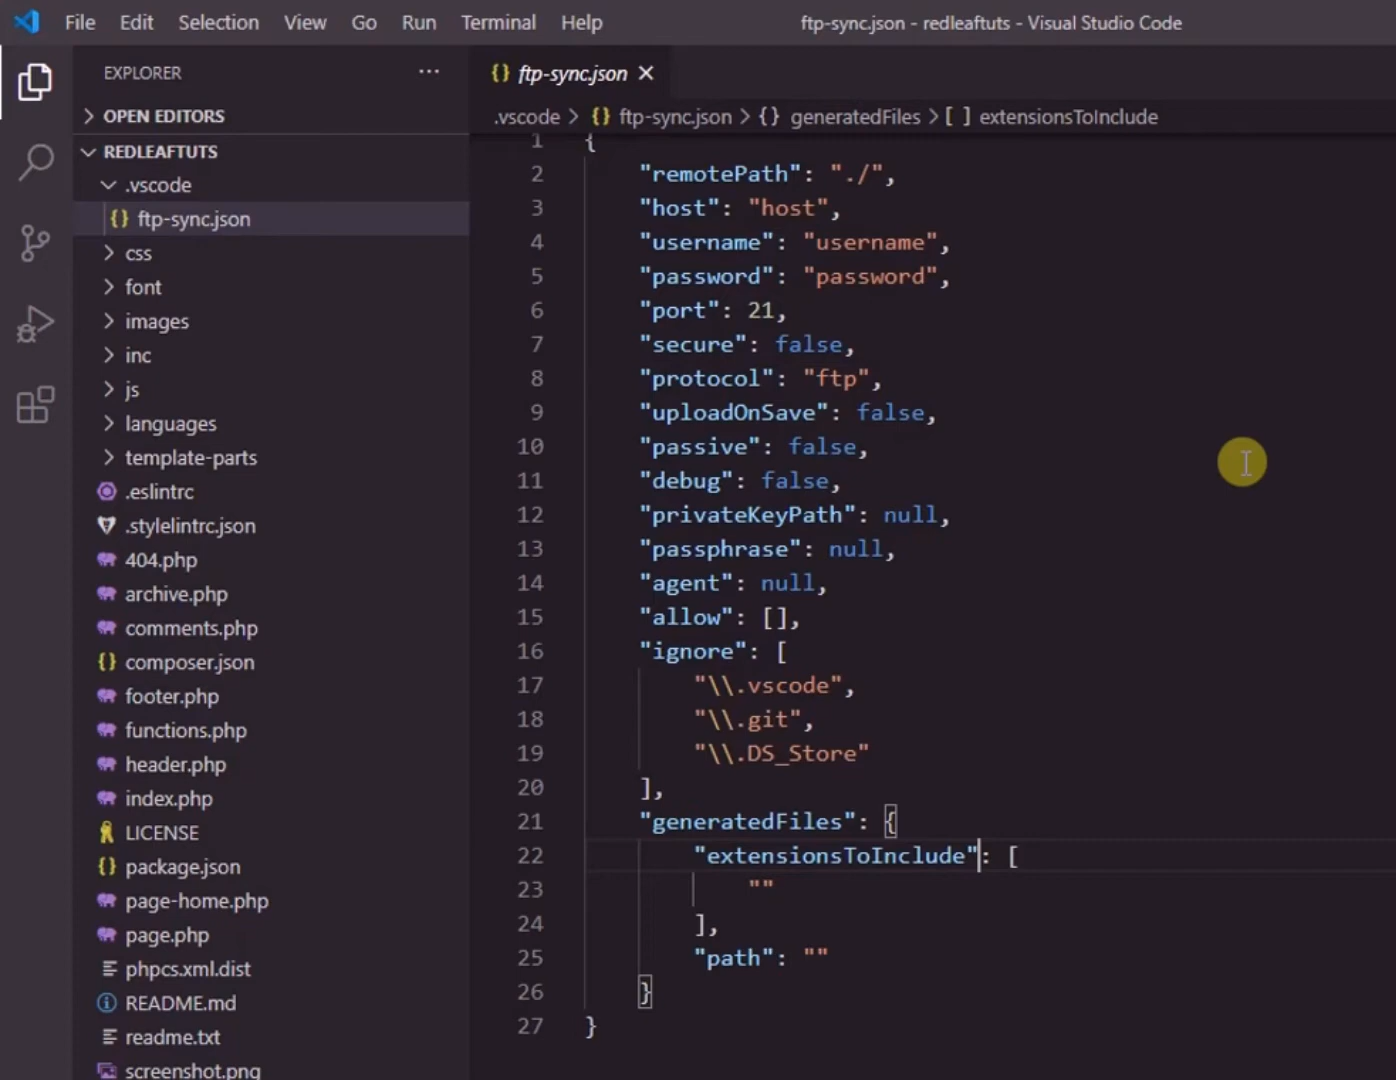 File Edit Selection View Go Run Terminal Help ftp-sync.json - redleaftuts - Visual Studio Code
EXPLORER ···
OPEN EDITORS
REDLEAFTUTS
.vscode
ftp-sync.json
css
font
images
inc
js
languages
template-parts
.eslintrc
.stylelintrc.json
404.php
archive.php
comments.php
composer.json
footer.php
functions.php
header.php
index.php
LICENSE
package.json
page-home.php
page.php
phpcs.xml.dist
README.md
readme.txt
screenshot.png
{} ftp-sync.json ×
.vscode > {} ftp-sync.json > {} generatedFiles > [ ] extensionsToInclude
1 {
2 "remotePath": "./",
3 "host": "host",
4 "username": "username",
5 "password": "password",
6 "port": 21,
7 "secure": false,
8 "protocol": "ftp",
9 "uploadOnSave": false,
10 "passive": false,
11 "debug": false,
12 "privateKeyPath": null,
13 "passphrase": null,
14 "agent": null,
15 "allow": [],
16 "ignore": [
17 "\\.vscode",
18 "\\.git",
19 "\\.DS_Store"
20 ],
21 "generatedFiles": {
22 "extensionsToInclude": [
23 ""
24 ],
25 "path": ""
26 }
27 }